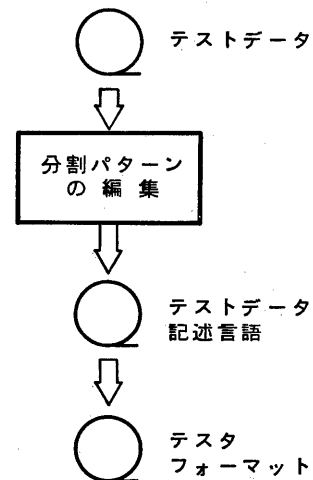 テストデータ
分割パターン
の編集
テストデータ
記述言語
テスタ
フォーマット